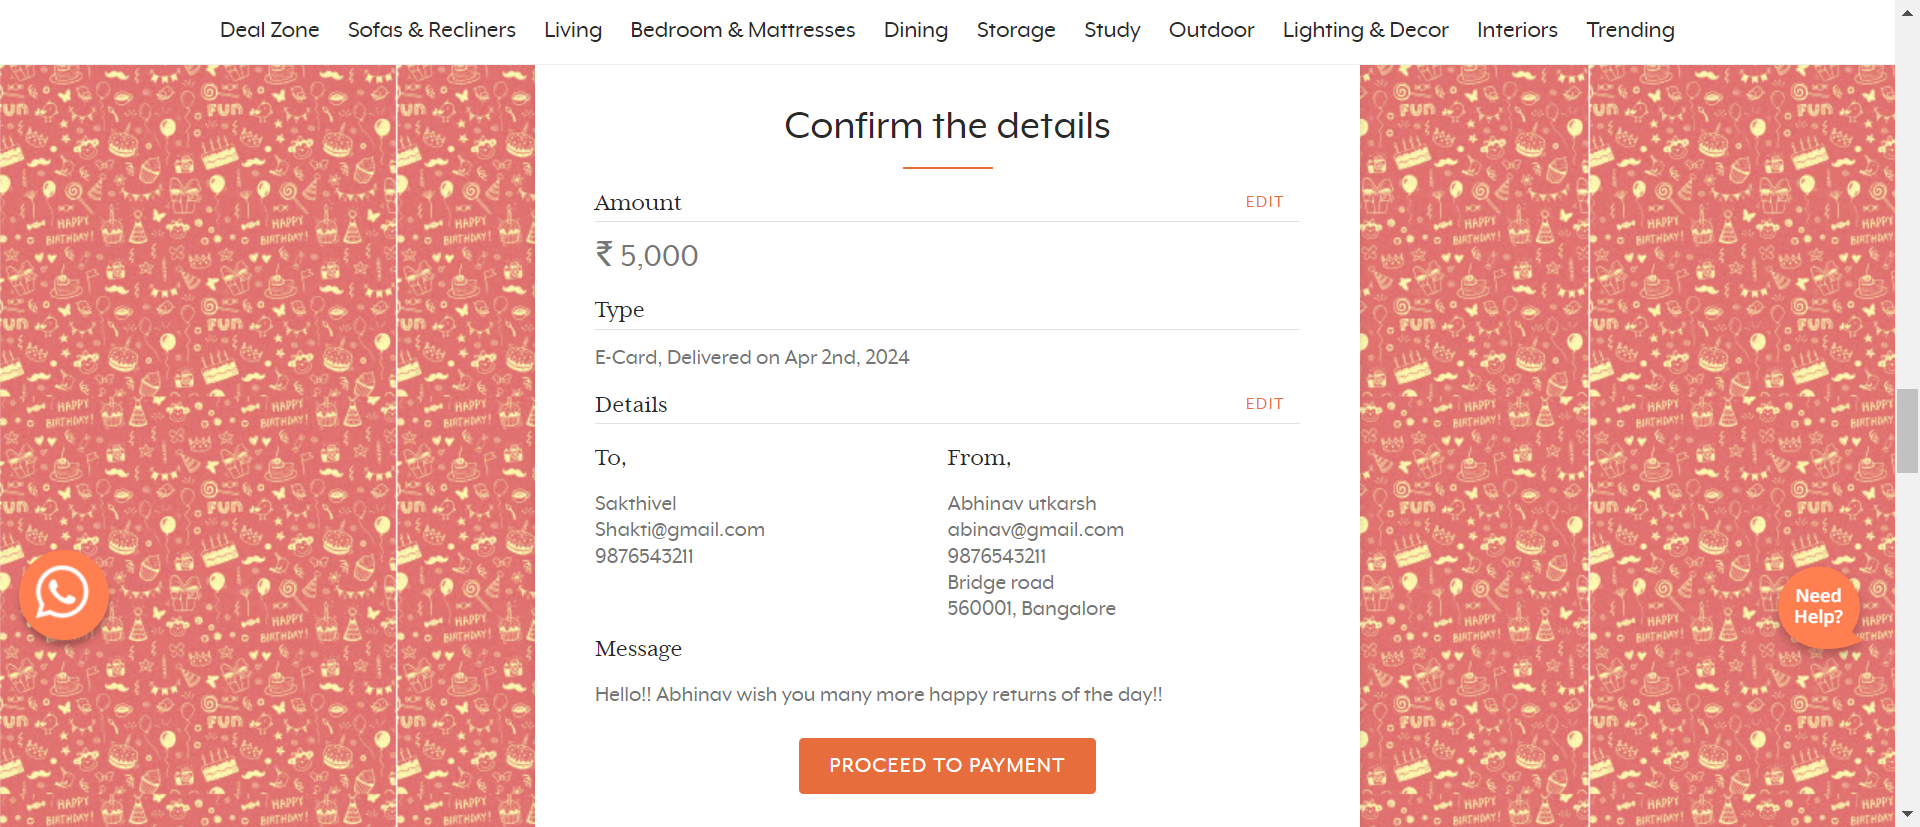 Deal Zone Sofas & Recliners Living Bedroom & Mattresses Dining Storage Study Outdoor Lighting & Decor Interiors Trending
Confirm the details
Amount EDIT
₹ 5,000
Type
E-Card, Delivered on Apr 2nd, 2024
Details EDIT
To,
Sakthivel
Shakti@gmail.com
9876543211
From,
Abhinav utkarsh
abinav@gmail.com
9876543211
Bridge road
560001, Bangalore
Message
Hello!! Abhinav wish you many more happy returns of the day!!
PROCEED TO PAYMENT
Need
Help?
FUN
HAPPY
BIRTHDAY!